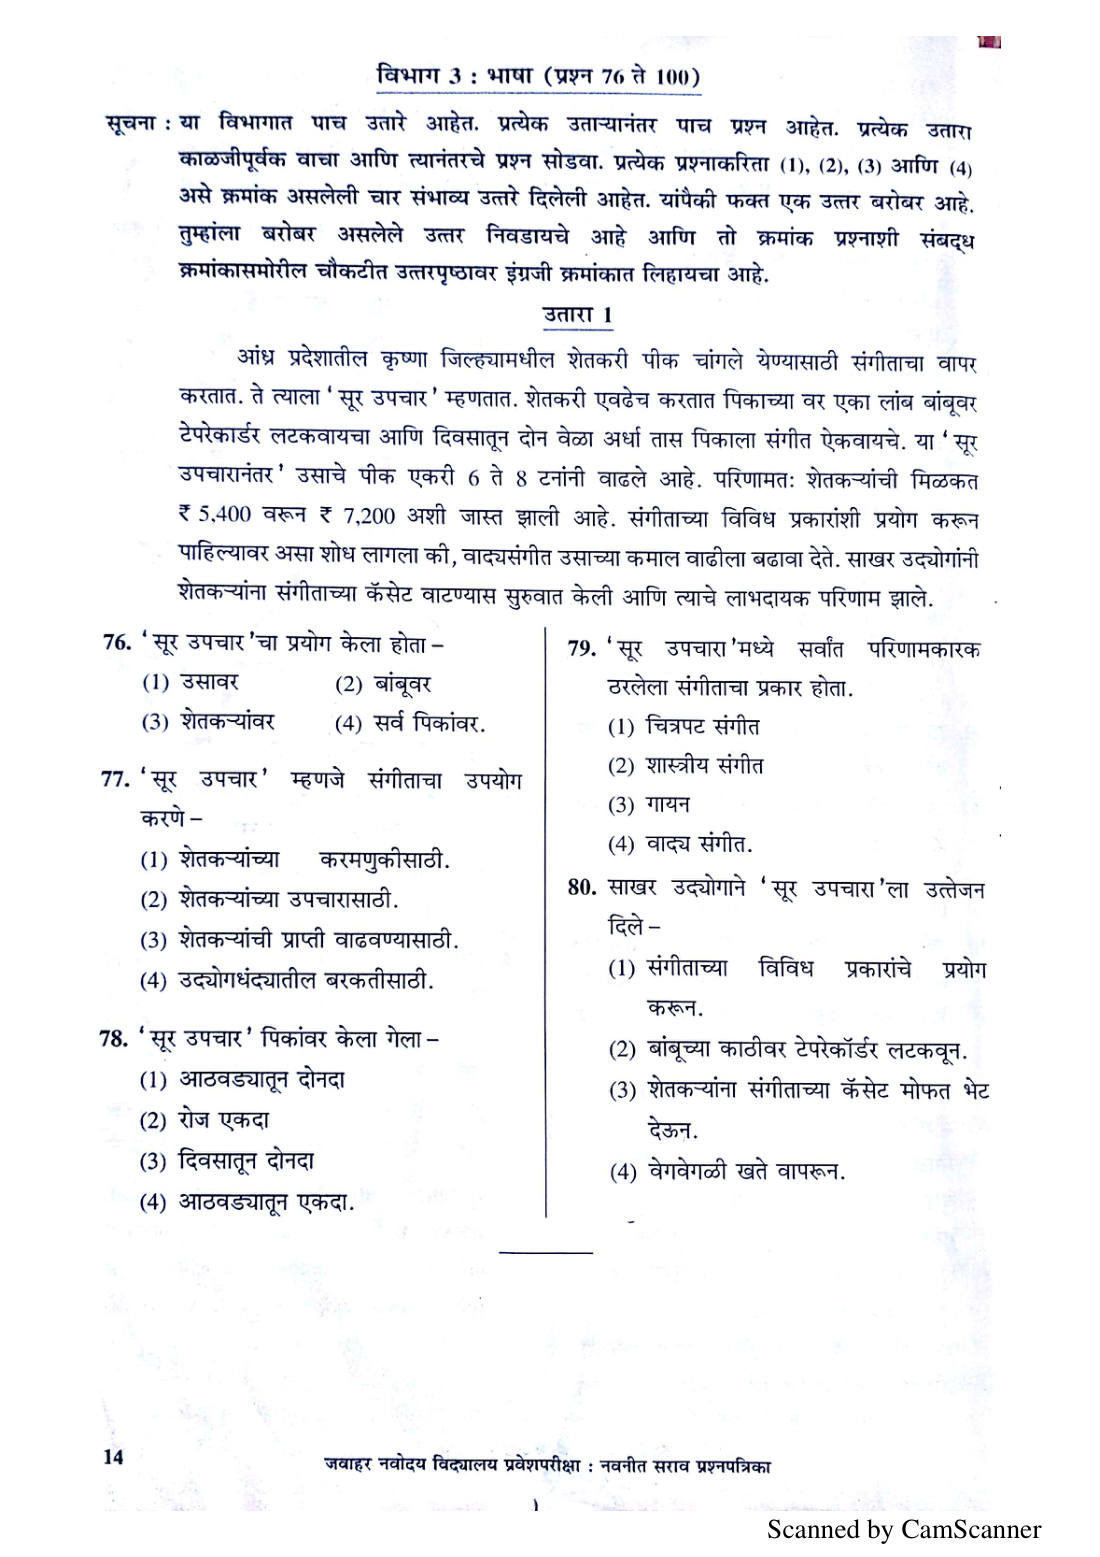 विभाग 3 : भाषा (प्रश्न 76 ते 100)
सूचना : या विभागात पाच उतारे आहेत. प्रत्येक उताऱ्यानंतर पाच प्रश्न आहेत. प्रत्येक उतारा
काळजीपूर्वक वाचा आणि त्यानंतरचे प्रश्न सोडवा. प्रत्येक प्रश्नाकरिता (1), (2), (3) आणि (4)
असे क्रमांक असलेली चार संभाव्य उत्तरे दिलेली आहेत. यांपैकी फक्त एक उत्तर बरोबर आहे.
तुम्हांला बरोबर असलेले उत्तर निवडायचे आहे आणि तो क्रमांक प्रश्नाशी संबद्ध
क्रमांकासमोरील चौकटीत उत्तरपृष्ठावर इंग्रजी क्रमांकात लिहायचा आहे.
उतारा 1
आंध्र प्रदेशातील कृष्णा जिल्ह्यामधील शेतकरी पीक चांगले येण्यासाठी संगीताचा वापर
करतात. ते त्याला ‘ सूर उपचार ’ म्हणतात. शेतकरी एवढेच करतात पिकाच्या वर एका लांब बांबूवर
टेपरेकार्डर लटकवायचा आणि दिवसातून दोन वेळा अर्धा तास पिकाला संगीत ऐकवायचे. या ‘ सूर
उपचारानंतर ’ उसाचे पीक एकरी 6 ते 8 टनांनी वाढले आहे. परिणामतः शेतकऱ्यांची मिळकत
₹ 5,400 वरून ₹ 7,200 अशी जास्त झाली आहे. संगीताच्या विविध प्रकारांशी प्रयोग करून
पाहिल्यावर असा शोध लागला की, वाद्यसंगीत उसाच्या कमाल वाढीला बढावा देते. साखर उद्योगांनी
शेतकऱ्यांना संगीताच्या कॅसेट वाटण्यास सुरुवात केली आणि त्याचे लाभदायक परिणाम झाले.
76. ‘ सूर उपचार ’चा प्रयोग केला होता –
(1) उसावर (2) बांबूवर
(3) शेतकऱ्यांवर (4) सर्व पिकांवर.
77. ‘ सूर उपचार ’ म्हणजे संगीताचा उपयोग
करणे –
(1) शेतकऱ्यांच्या करमणुकीसाठी.
(2) शेतकऱ्यांच्या उपचारासाठी.
(3) शेतकऱ्यांची प्राप्ती वाढवण्यासाठी.
(4) उद्योगधंद्यातील बरकतीसाठी.
78. ‘ सूर उपचार ’ पिकांवर केला गेला –
(1) आठवड्यातून दोनदा
(2) रोज एकदा
(3) दिवसातून दोनदा
(4) आठवड्यातून एकदा.
79. ‘ सूर उपचारा ’मध्ये सर्वांत परिणामकारक
ठरलेला संगीताचा प्रकार होता.
(1) चित्रपट संगीत
(2) शास्त्रीय संगीत
(3) गायन
(4) वाद्य संगीत.
80. साखर उद्योगाने ‘ सूर उपचारा ’ला उत्तेजन
दिले –
(1) संगीताच्या विविध प्रकारांचे प्रयोग
करून.
(2) बांबूच्या काठीवर टेपरेकॉर्डर लटकवून.
(3) शेतकऱ्यांना संगीताच्या कॅसेट मोफत भेट
देऊन.
(4) वेगवेगळी खते वापरून.
14
जवाहर नवोदय विद्यालय प्रवेशपरीक्षा : नवनीत सराव प्रश्नपत्रिका
Scanned by CamScanner